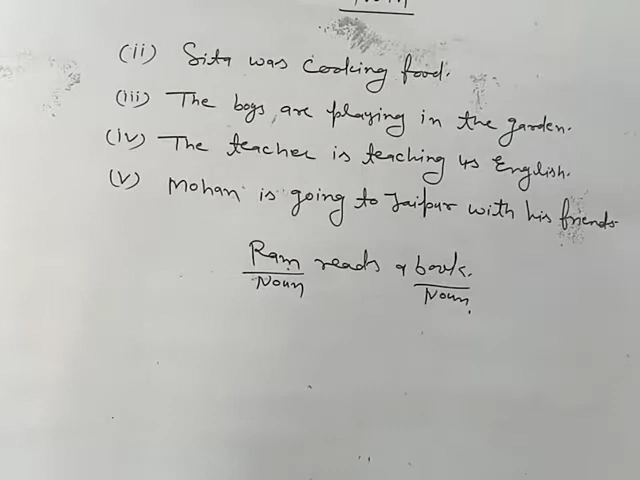 Noun
(ii) Sita was cooking food.
(iii) The boys are playing in the garden.
(iv) The teacher is teaching us English.
(v) Mohan is going to Jaipur with his friends
Ram reads a book.
Noun Noun